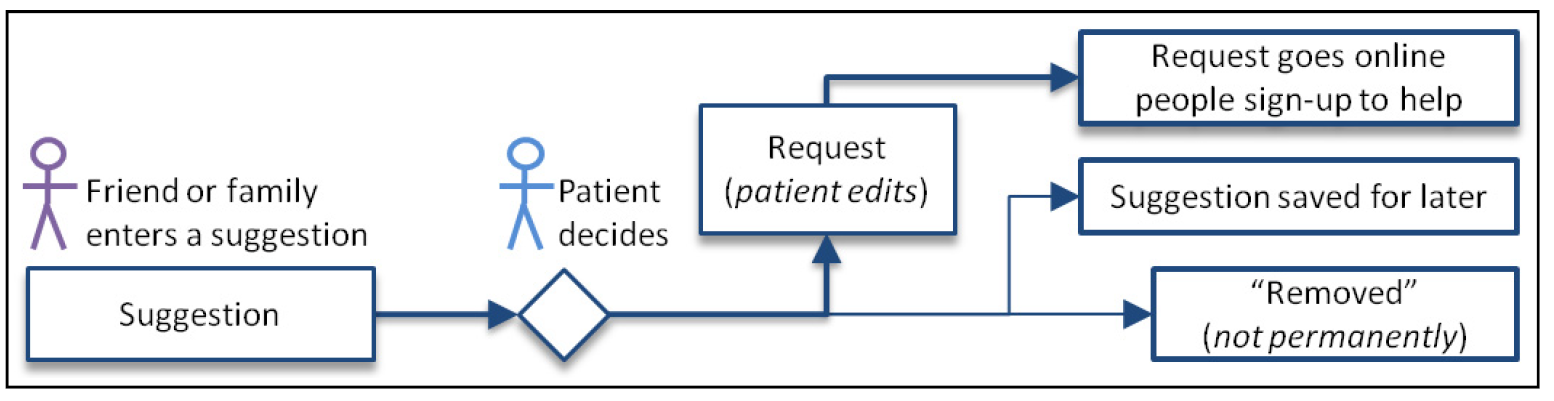 Friend or family
enters a suggestion
Suggestion
Patient
decides
Request
(patient edits)
Request goes online
people sign-up to help
Suggestion saved for later
“Removed”
(not permanently)